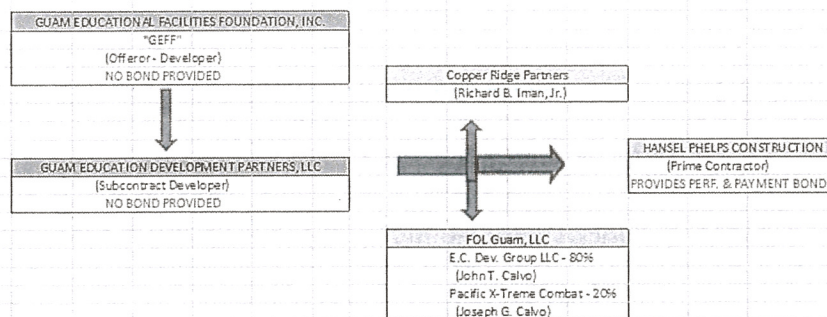 GUAM EDUCATIONAL FACILITIES FOUNDATION, INC.
"GEFF"
(Offeror - Developer)
NO BOND PROVIDED
GUAM EDUCATION DEVELOPMENT PARTNERS, LLC
(Subcontract Developer)
NO BOND PROVIDED
Copper Ridge Partners
(Richard B. Iman, Jr.)
HANSEL PHELPS CONSTRUCTION
(Prime Contractor)
PROVIDES PERF. & PAYMENT BOND
FOL Guam, LLC
E.C. Dev. Group LLC - 80%
(John T. Calvo)
Pacific X-Treme Combat - 20%
(Joseph G. Calvo)